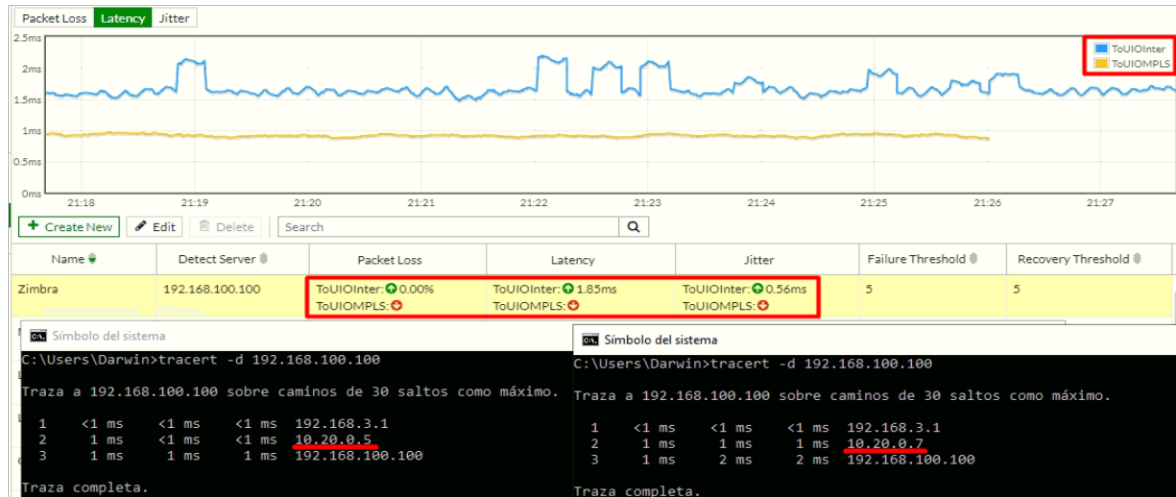 Packet Loss Latency Jitter
2.5ms
2ms
1.5ms
1ms
0.5ms
0ms
ToUIOInter
ToUIOMPLS
21:18 21:19 21:20 21:21 21:22 21:23 21:24 21:25 21:26 21:27
+ Create New Edit Delete Search
Name Detect Server Packet Loss Latency Jitter Failure Threshold Recovery Threshold
Zimbra 192.168.100.100 ToUIOInter: 0.00% ToUIOInter: 1.85ms ToUIOInter: 0.56ms 5 5
ToUIOMPLS: ToUIOMPLS: ToUIOMPLS:
Símbolo del sistema
C:\Users\Darwin>tracert -d 192.168.100.100
Traza a 192.168.100.100 sobre caminos de 30 saltos como máximo.
1 <1 ms <1 ms <1 ms 192.168.3.1
2 1 ms <1 ms <1 ms 10.20.0.5
3 1 ms 1 ms 1 ms 192.168.100.100
Traza completa.
Símbolo del sistema
C:\Users\Darwin>tracert -d 192.168.100.100
Traza a 192.168.100.100 sobre caminos de 30 saltos como máximo.
1 <1 ms <1 ms <1 ms 192.168.3.1
2 1 ms 1 ms 1 ms 10.20.0.7
3 1 ms 2 ms 2 ms 192.168.100.100
Traza completa.